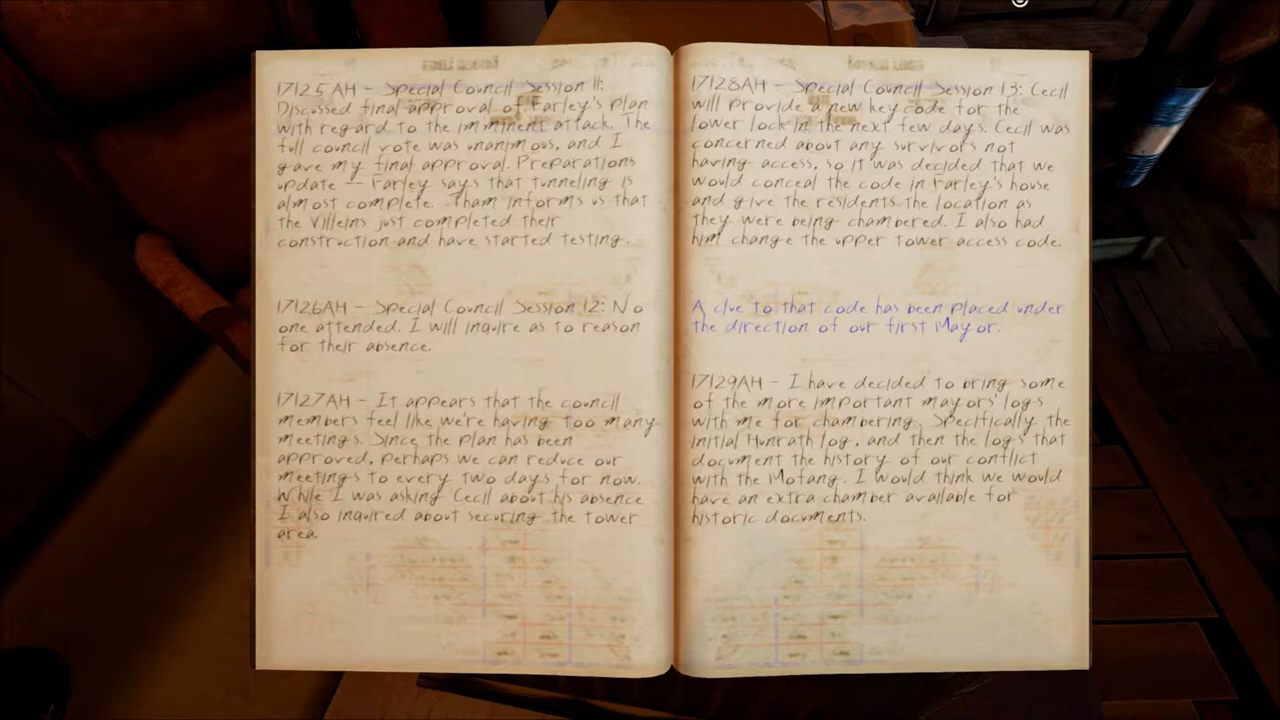 17125AH - Special Council Session 11:
Discussed final approval of Farley's plan
with regard to the imminent attack. The
full council vote was unanimous, and I
gave my final approval. Preparations
update -- Farley says that tunneling is
almost complete. Tham informs us that
the Villeins just completed their
construction and have started testing.
17126AH -- Special Council Session 12: No
one attended. I will inquire as to reason
for their absence.
17127AH - It appears that the council
members feel like we're having too many
meetings. Since the plan has been
approved, perhaps we can reduce our
meetings to every two days for now.
While I was asking Cecil about his absence
I also inquired about securing the tower
area.
17128AH - Special Council Session 13: Cecil
will provide a new key code for the
lower lock in the next few days. Cecil was
concerned about any survivors not
having access, so it was decided that we
would conceal the code in Farley's house
and give the residents the location as
they were being chambered. I also had
him change the upper tower access code.
A clue to that code has been placed under
the direction of our first Mayor.
17129AH - I have decided to bring some
of the more important mayors' logs
with me for chambering. Specifically the
initial Hunrath log, and then the logs that
document the history of our conflict
with the Mofang. I would think we would
have an extra chamber available for
historic documents.